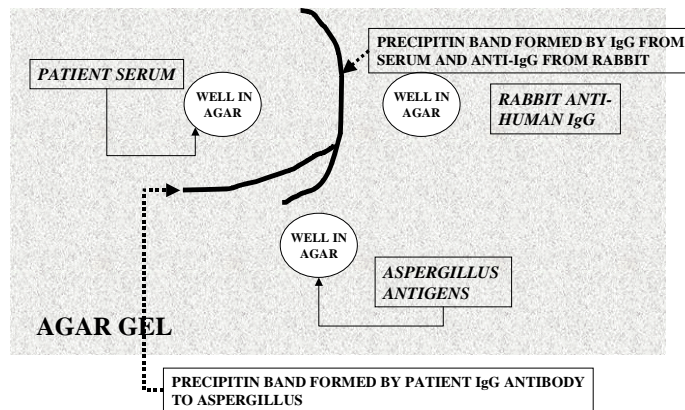 PRECIPITIN BAND FORMED BY IgG FROM
SERUM AND ANTI-IgG FROM RABBIT
PATIENT SERUM
WELL IN
AGAR
WELL IN
AGAR
RABBIT ANTI-
HUMAN IgG
WELL IN
AGAR
ASPERGILLUS
ANTIGENS
AGAR GEL
PRECIPITIN BAND FORMED BY PATIENT IgG ANTIBODY
TO ASPERGILLUS